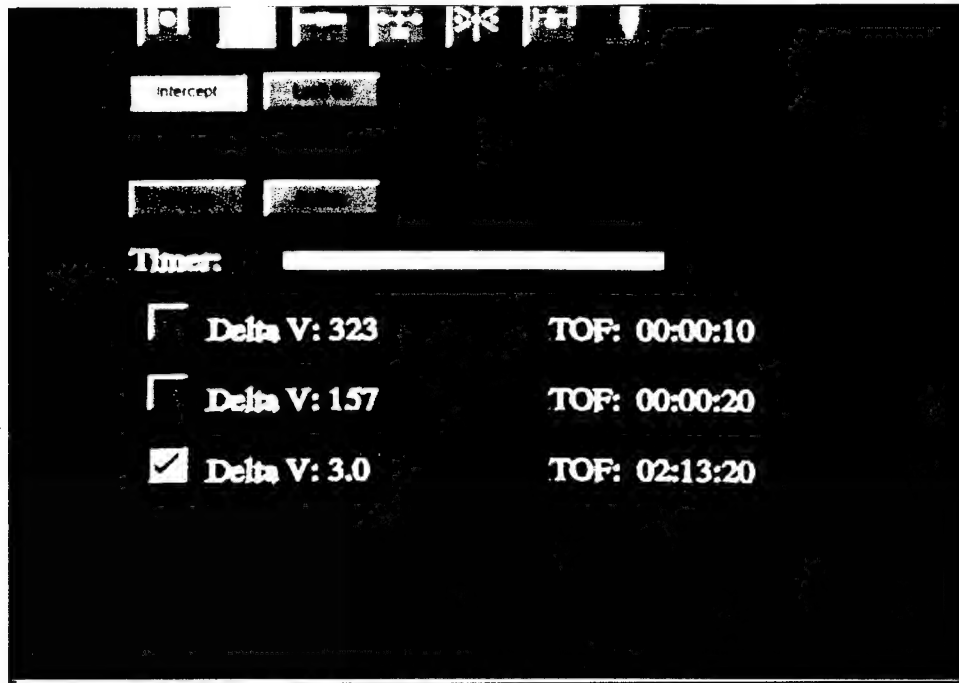 Intercept
Timer:
Delta V: 323 TOF: 00:00:10
Delta V: 157 TOF: 00:00:20
Delta V: 3.0 TOF: 02:13:20